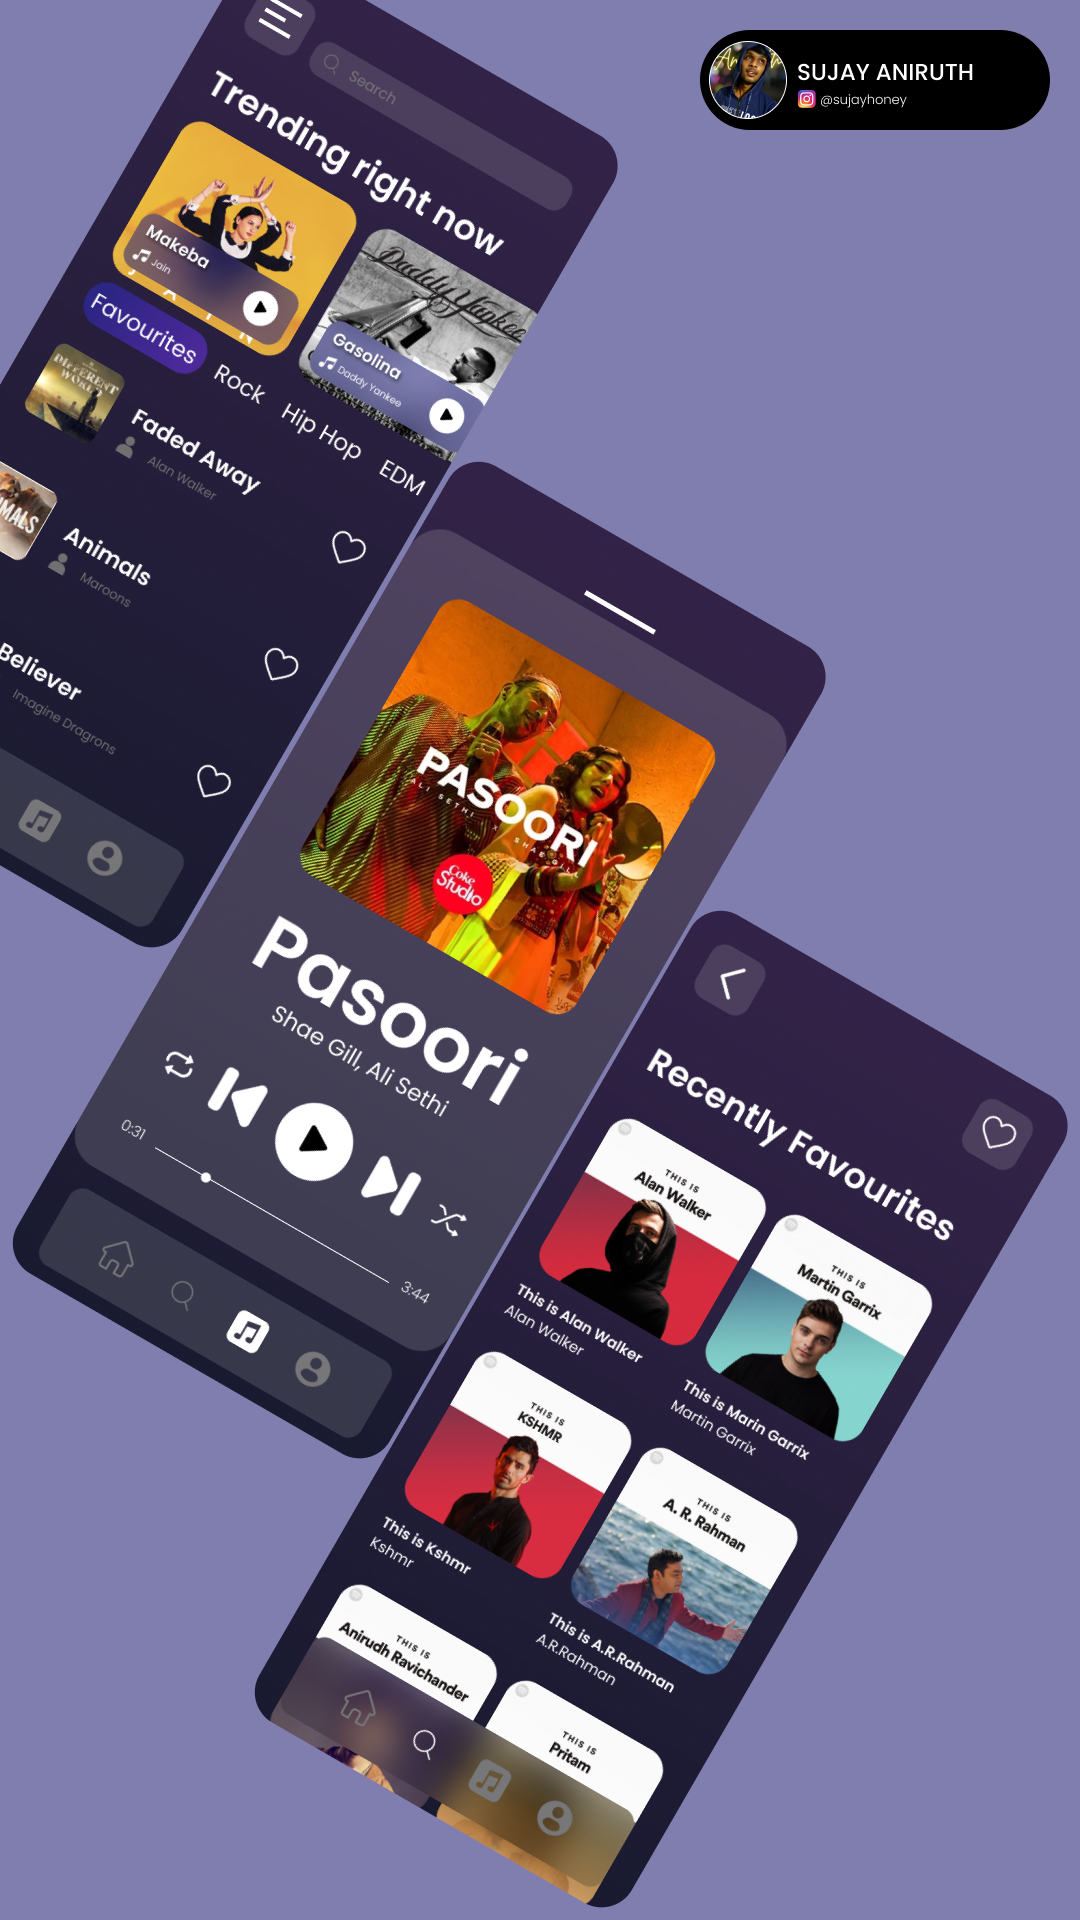 SUJAY ANIRUTH
@sujayhoney
Search
Trending right now
Makeba
Jain
Daddy Yankee
Gasolina
Daddy Yankee
Favourites
Rock
Hip Hop
EDM
DIFFERENT
WORLD
Faded Away
Alan Walker
IMALS
Animals
Maroons
Believer
Imagine Dragrons
PASOORI
ALI SETHI X SHAE GILL
Coke
Studio
Pasoori
Shae Gill, Ali Sethi
0:31
3:44
Recently Favourites
THIS IS
Alan Walker
This is Alan Walker
Alan Walker
THIS IS
Martin Garrix
This is Marin Garrix
Martin Garrix
THIS IS
KSHMR
This is Kshmr
Kshmr
THIS IS
A. R. Rahman
This is A.R.Rahman
A.R.Rahman
THIS IS
Anirudh Ravichander
THIS IS
Pritam